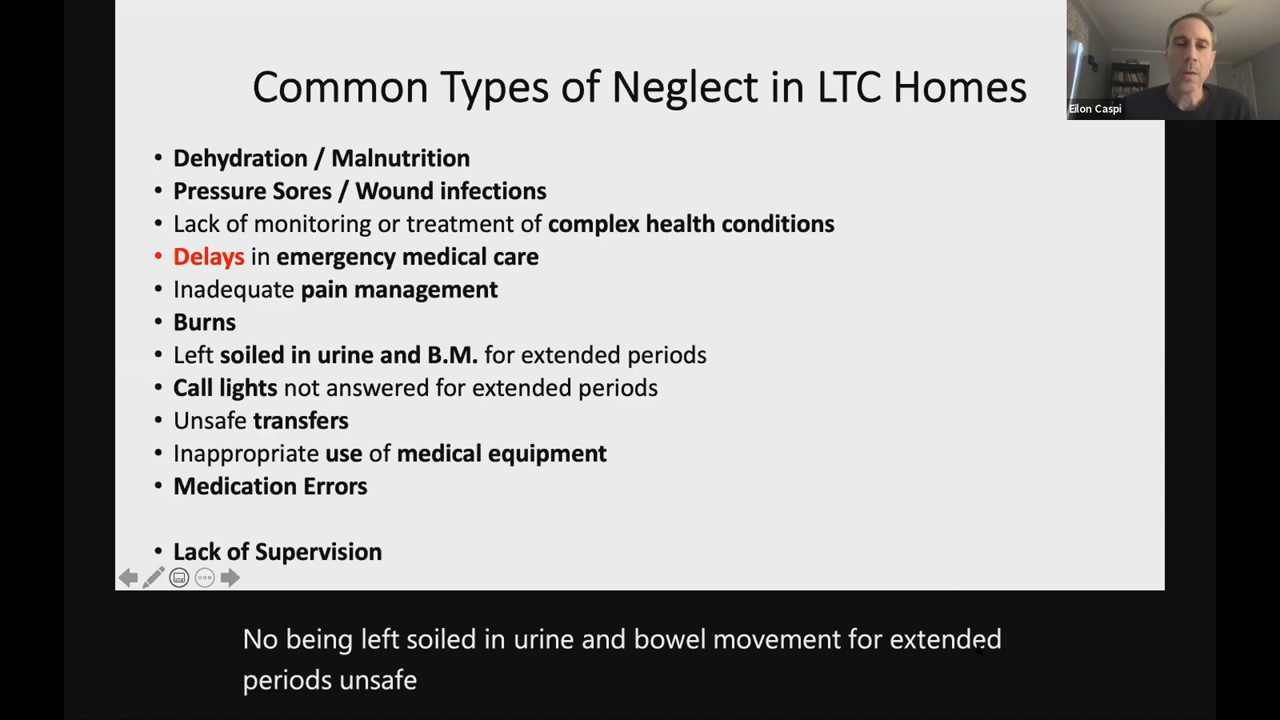 Common Types of Neglect in LTC Homes
Eilon Caspi
• Dehydration / Malnutrition
• Pressure Sores / Wound infections
• Lack of monitoring or treatment of complex health conditions
• Delays in emergency medical care
• Inadequate pain management
• Burns
• Left soiled in urine and B.M. for extended periods
• Call lights not answered for extended periods
• Unsafe transfers
• Inappropriate use of medical equipment
• Medication Errors
• Lack of Supervision
No being left soiled in urine and bowel movement for extended
periods unsafe